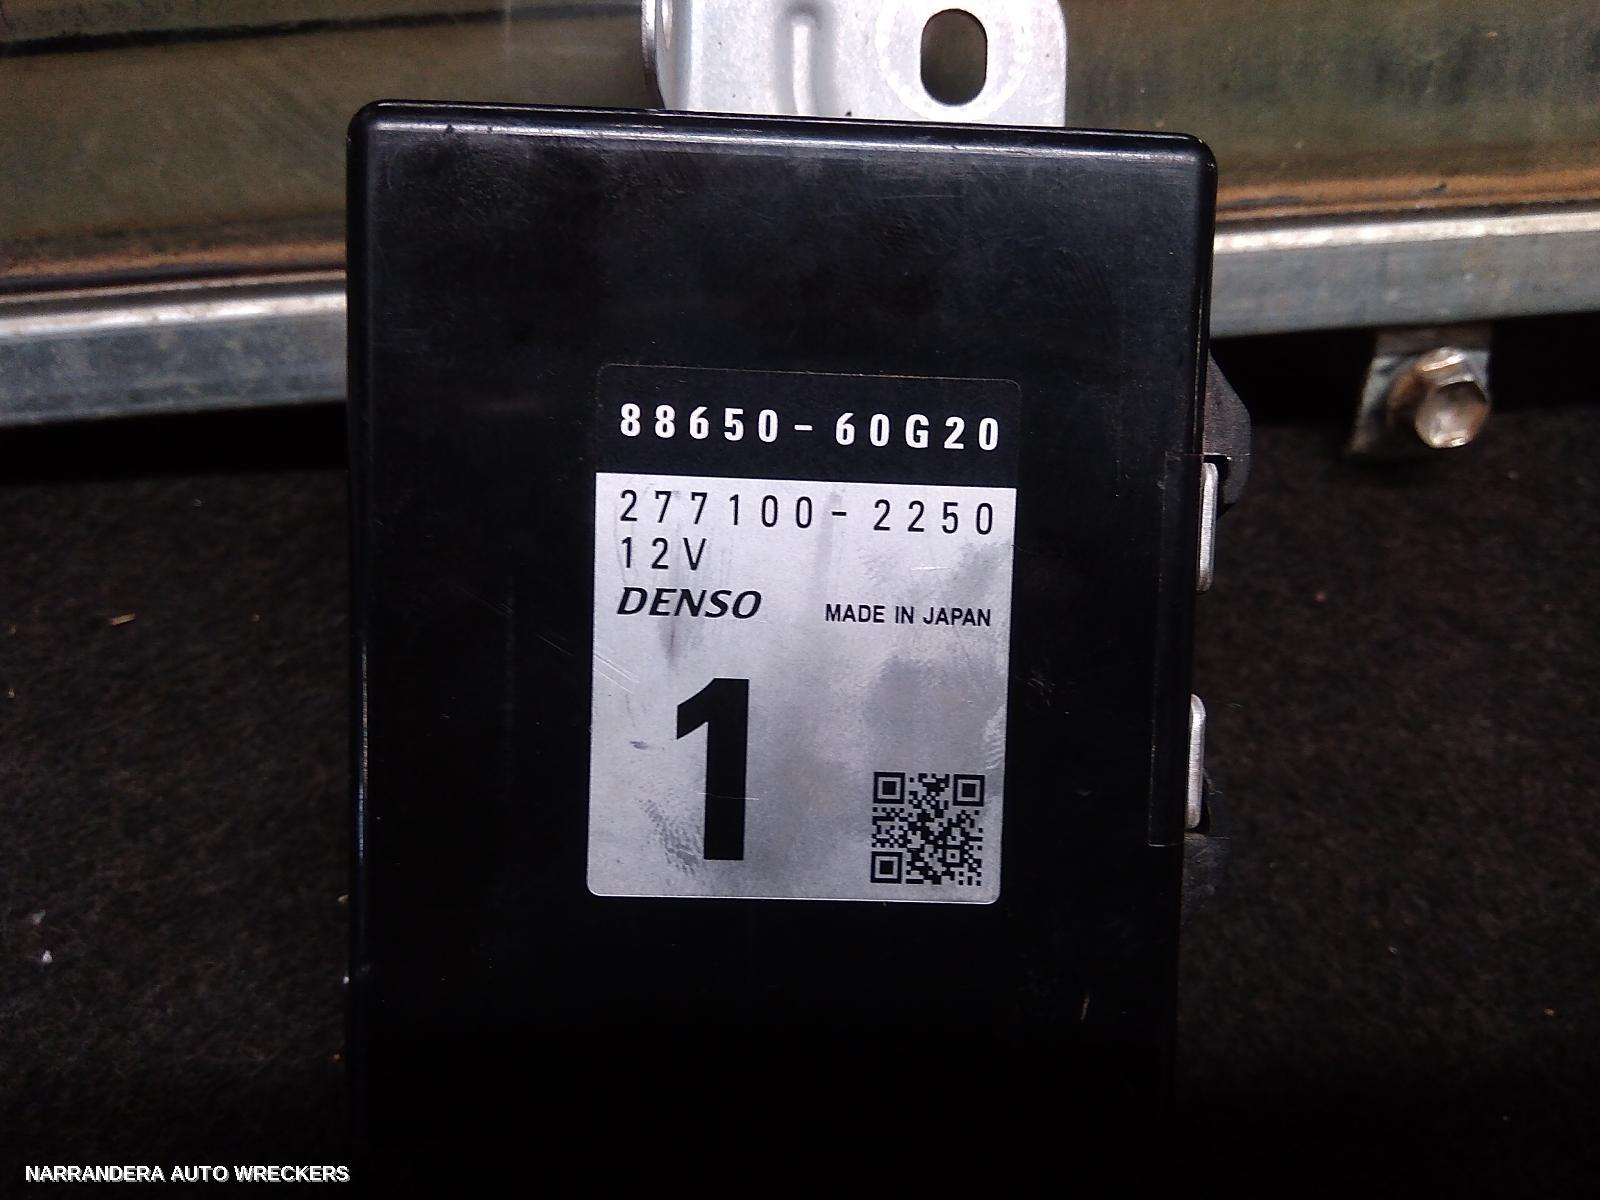 88650-60G20
277100-2250
12V
DENSO MADE IN JAPAN
1
NARRANDERA AUTO WRECKERS